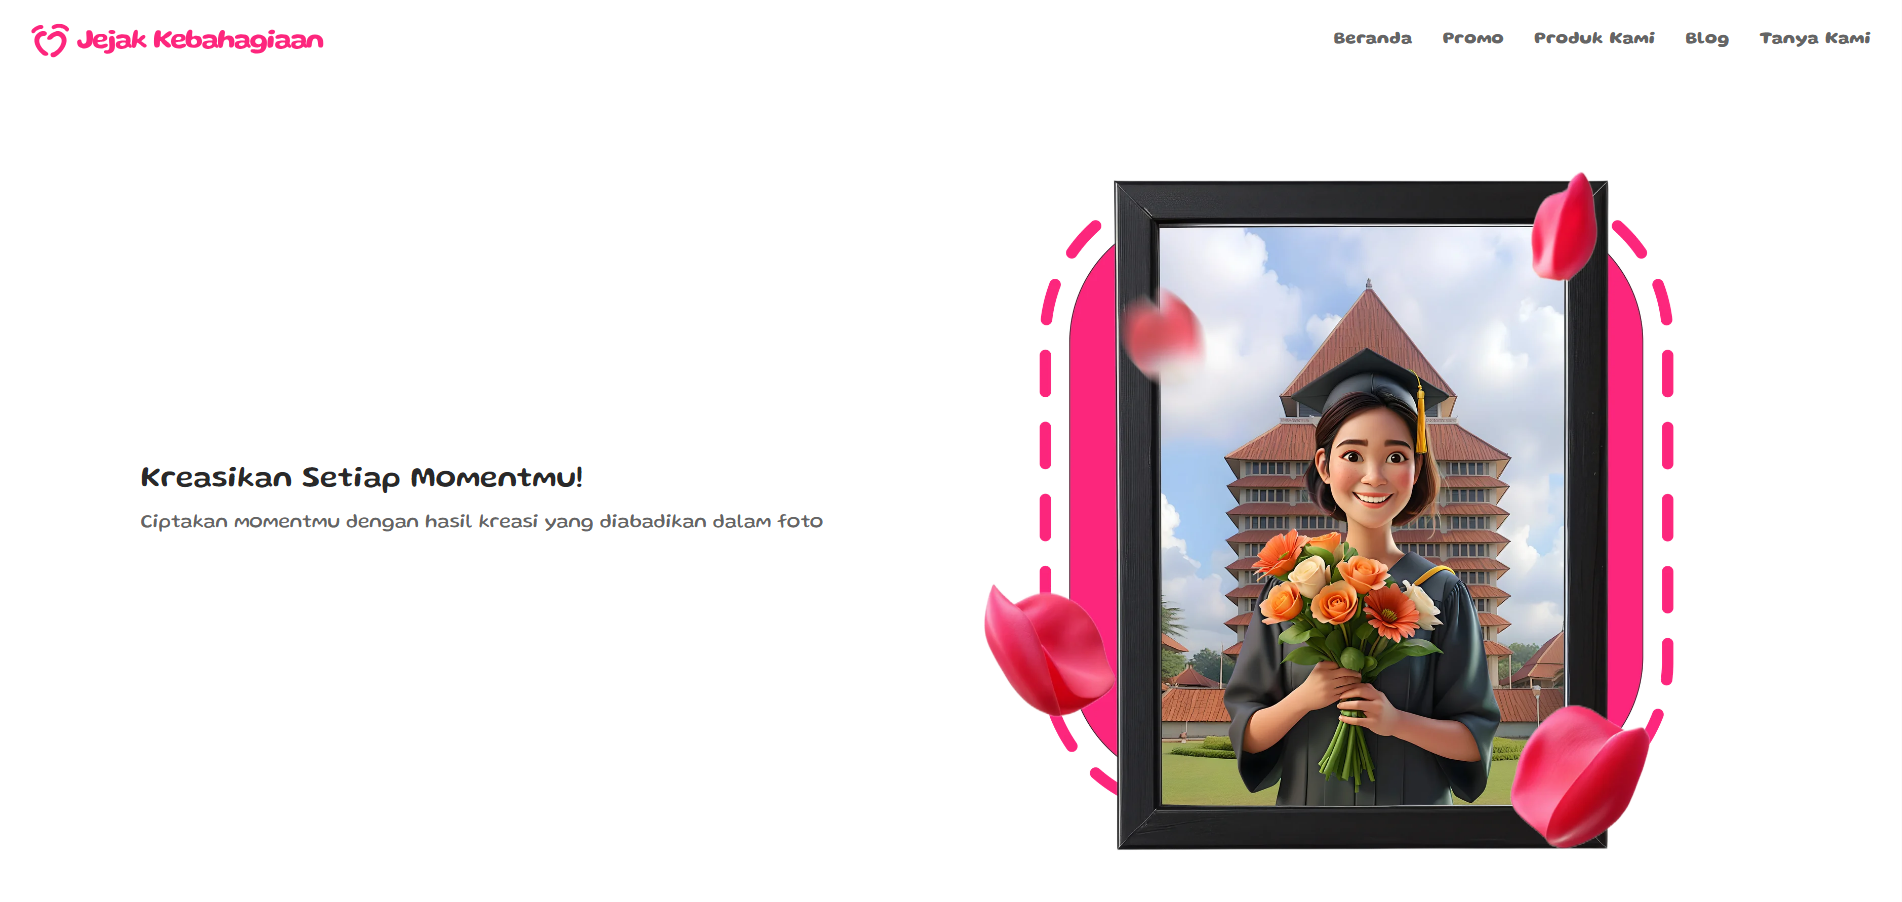 Jejak Kebahagiaan
Beranda Promo Produk Kami Blog Tanya Kami
Kreasikan Setiap Momentmu!
Ciptakan momentmu dengan hasil kreasi yang diabadikan dalam foto